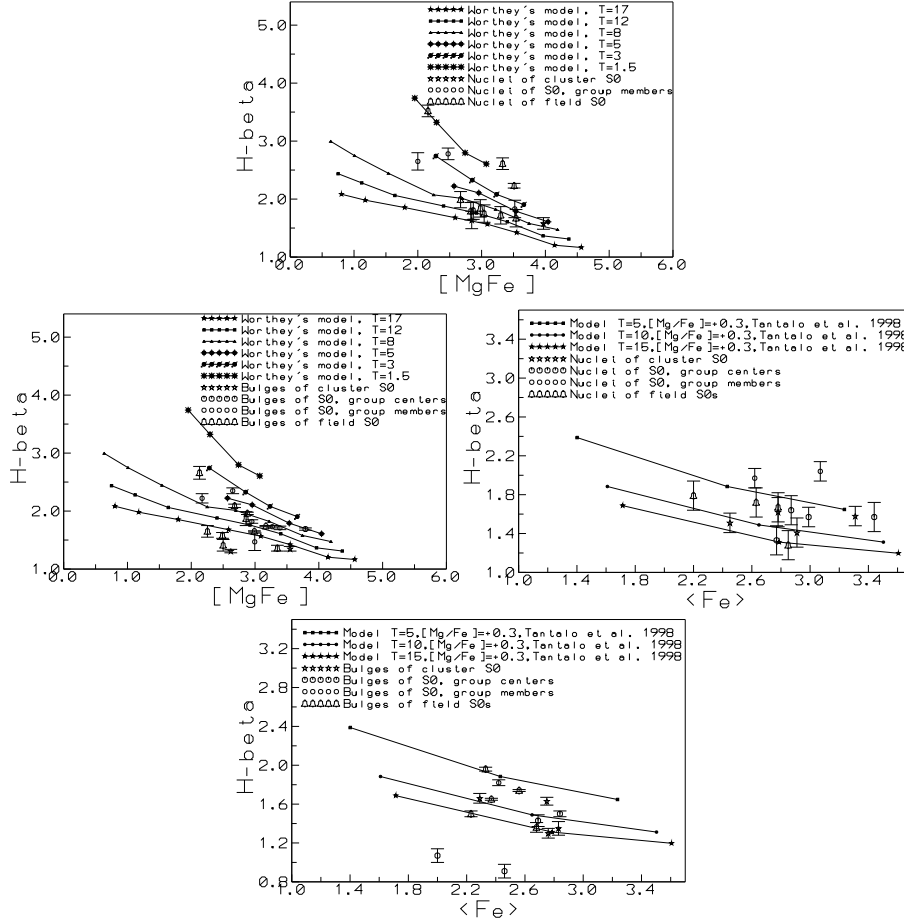 Worthy's model, T=17
Worthy's model, T=12
Worthy's model, T=8
Worthy's model, T=5
Worthy's model, T=3
Worthy's model, T=1.5
Nuclei of cluster S0
Nuclei of S0, group members
Nuclei of field S0
5.0
4.0
3.0
2.0
1.0
H-beta
0.0 1.0 2.0 3.0 4.0 5.0 6.0
[MgFe]
Worthey's model, T=17
Worthey's model, T=12
Worthey's model, T=8
Worthey's model, T=5
Worthey's model, T=3
Worthey's model, T=1.5
Bulges of cluster S0
Bulges of S0, group centers
Bulges of S0, group members
Bulges of field S0
5.0
4.0
3.0
2.0
1.0
H-beta
0.0 1.0 2.0 3.0 4.0 5.0 6.0
[MgFe]
Model T=5,[Mg/Fe]=+0.3,Tantalo et al. 1998
Model T=10,[Mg/Fe]=+0.3,Tantalo et al. 1998
Model T=15,[Mg/Fe]=+0.3,Tantalo et al. 1998
Nuclei of cluster S0
Nuclei of S0, group centers
Nuclei of S0, group members
Nuclei of field S0s
3.4
3.0
2.6
2.2
1.8
1.4
1.0
H-beta
1.0 1.4 1.8 2.2 2.6 3.0 3.4
<Fe>
Model T=5,[Mg/Fe]=+0.3,Tantalo et al. 1998
Model T=10,[Mg/Fe]=+0.3,Tantalo et al. 1998
Model T=15,[Mg/Fe]=+0.3,Tantalo et al. 1998
Bulges of cluster S0
Bulges of S0, group centers
Bulges of S0, group members
Bulges of field S0s
3.2
2.8
2.4
2.0
1.6
1.2
0.8
H-beta
1.0 1.4 1.8 2.2 2.6 3.0 3.4
<Fe>